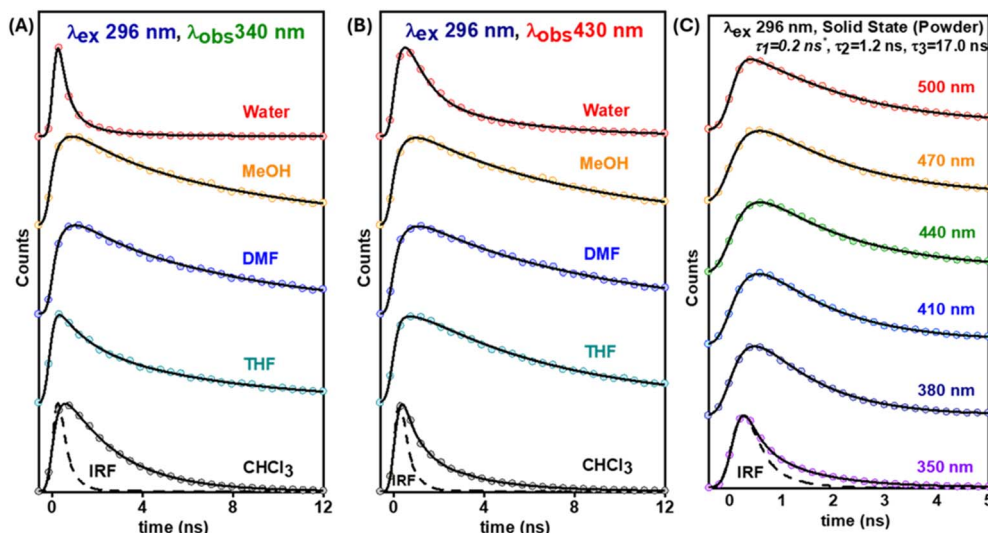 (A)
λex 296 nm, λobs340 nm
Water
MeOH
DMF
THF
CHCl3
IRF
Counts
0 4 8 12
time (ns)
(B)
λex 296 nm, λobs430 nm
Water
MeOH
DMF
THF
CHCl3
IRF
Counts
0 4 8 12
time (ns)
(C)
λex 296 nm, Solid State (Powder)
τ1=0.2 ns*, τ2=1.2 ns, τ3=17.0 ns
500 nm
470 nm
440 nm
410 nm
380 nm
350 nm
IRF
Counts
0 1 2 3 4 5
time (ns)